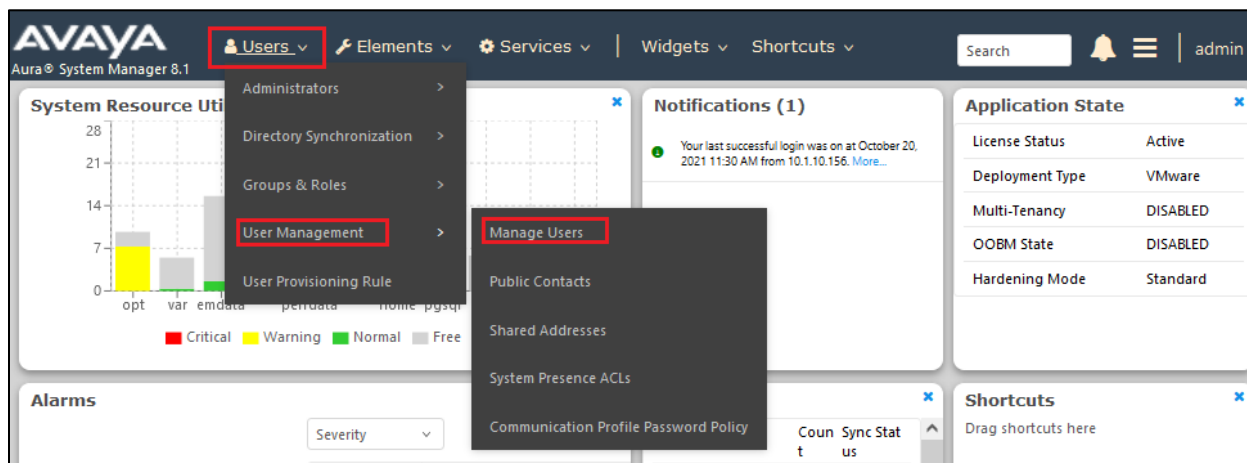 AVAYA
Aura® System Manager 8.1
Users
Elements
Services
Widgets
Shortcuts
Search
admin
Administrators
Directory Synchronization
Groups & Roles
User Management
User Provisioning Rule
Manage Users
Public Contacts
Shared Addresses
System Presence ACLs
Communication Profile Password Policy
System Resource Uti
28
21
14
7
0
opt var emdata perfdata home pgsql
Critical Warning Normal Free
Notifications (1)
Your last successful login was on at October 20,
2021 11:30 AM from 10.1.10.156. More...
Application State
License Status Active
Deployment Type VMware
Multi-Tenancy DISABLED
OOBM State DISABLED
Hardening Mode Standard
Alarms
Severity
Coun Sync Stat
t us
Shortcuts
Drag shortcuts here